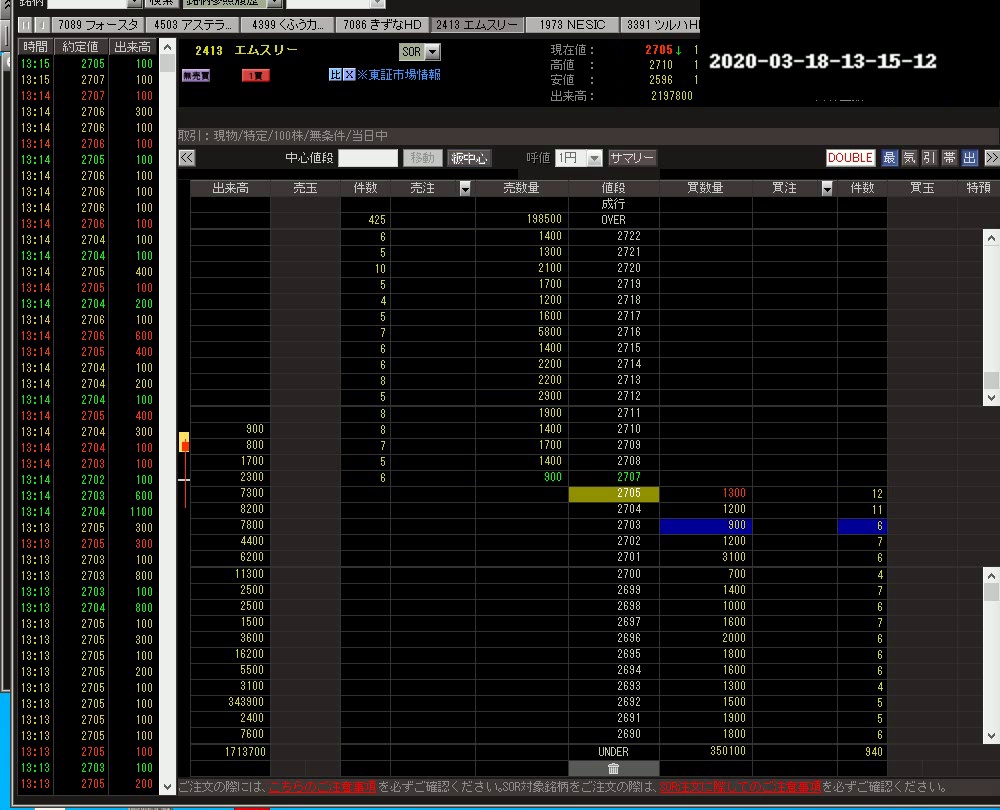 銘柄 検索 銘柄参照履歴
7089 フォースタ 4503 アステラ.. 4399 くふうカ.. 7086 きずなHD 2413 エムスリー 1973 NESIC 3391 ツルハH
時間 約定値 出来高
13:15 2705 100
13:15 2707 100
13:14 2707 100
13:14 2706 300
13:14 2706 100
13:14 2706 100
13:14 2705 100
13:14 2706 100
13:14 2706 100
13:14 2706 100
13:14 2706 100
13:14 2704 100
13:14 2704 100
13:14 2705 400
13:14 2705 100
13:14 2704 200
13:14 2706 100
13:14 2706 600
13:14 2705 400
13:14 2704 100
13:14 2704 200
13:14 2704 100
13:14 2705 400
13:14 2704 300
13:14 2704 100
13:14 2703 100
13:14 2702 100
13:14 2703 600
13:14 2704 1100
13:13 2705 300
13:13 2705 300
13:13 2703 100
13:13 2703 800
13:13 2703 100
13:13 2704 800
13:13 2705 100
13:13 2705 300
13:13 2705 100
13:13 2705 200
13:13 2705 100
13:13 2705 100
13:13 2705 100
13:13 2705 100
13:13 2705 100
13:13 2703 100
13:13 2705 200
2413 エムスリー SOR
無売買 1買 比 X ※東証市場情報
現在値: 2705↓ 1
高値 : 2710 1
安値 : 2596 1
出来高: 2197800
2020-03-18-13-15-12
取引:現物/特定/100株/無条件/当日中
中心値段 移動 板中心 呼値 1円 サマリー DOUBLE 最 気 引 帯 出
出来高 売玉 件数 売注 売数量 値段 買数量 買注 件数 買玉 特預
成行
425 198500 OVER
6 1400 2722
5 1300 2721
10 2100 2720
5 1700 2719
4 1200 2718
5 1600 2717
7 5800 2716
6 1400 2715
6 2200 2714
8 2200 2713
5 2900 2712
8 1900 2711
900 8 1400 2710
800 7 1700 2709
1700 5 1400 2708
2300 6 900 2707
7300 2705 1300 12
8200 2704 1200 11
7800 2703 900 6
4400 2702 1200 7
6200 2701 3100 6
11300 2700 700 4
2500 2699 1400 7
2500 2698 1000 6
1500 2697 1600 7
3600 2696 2000 6
16200 2695 1800 6
5500 2694 1600 6
3100 2693 1300 4
343900 2692 1500 5
2400 2691 1900 5
7600 2690 1800 6
1713700 UNDER 350100 940
ご注文の際には、こちらのご注意事項を必ずご確認ください。SOR対象銘柄をご注文の際は、SOR注文に際してのご注意事項を必ずご確認ください。